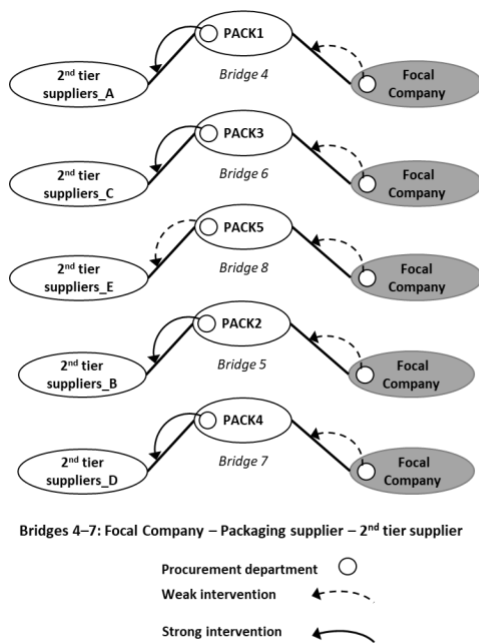 PACK1
2nd tier
suppliers_A
Bridge 4
Focal
Company
PACK3
2nd tier
suppliers_C
Bridge 6
Focal
Company
PACK5
2nd tier
suppliers_E
Bridge 8
Focal
Company
PACK2
2nd tier
suppliers_B
Bridge 5
Focal
Company
PACK4
2nd tier
suppliers_D
Bridge 7
Focal
Company
Bridges 4–7: Focal Company – Packaging supplier – 2nd tier supplier
Procurement department
Weak intervention
Strong intervention